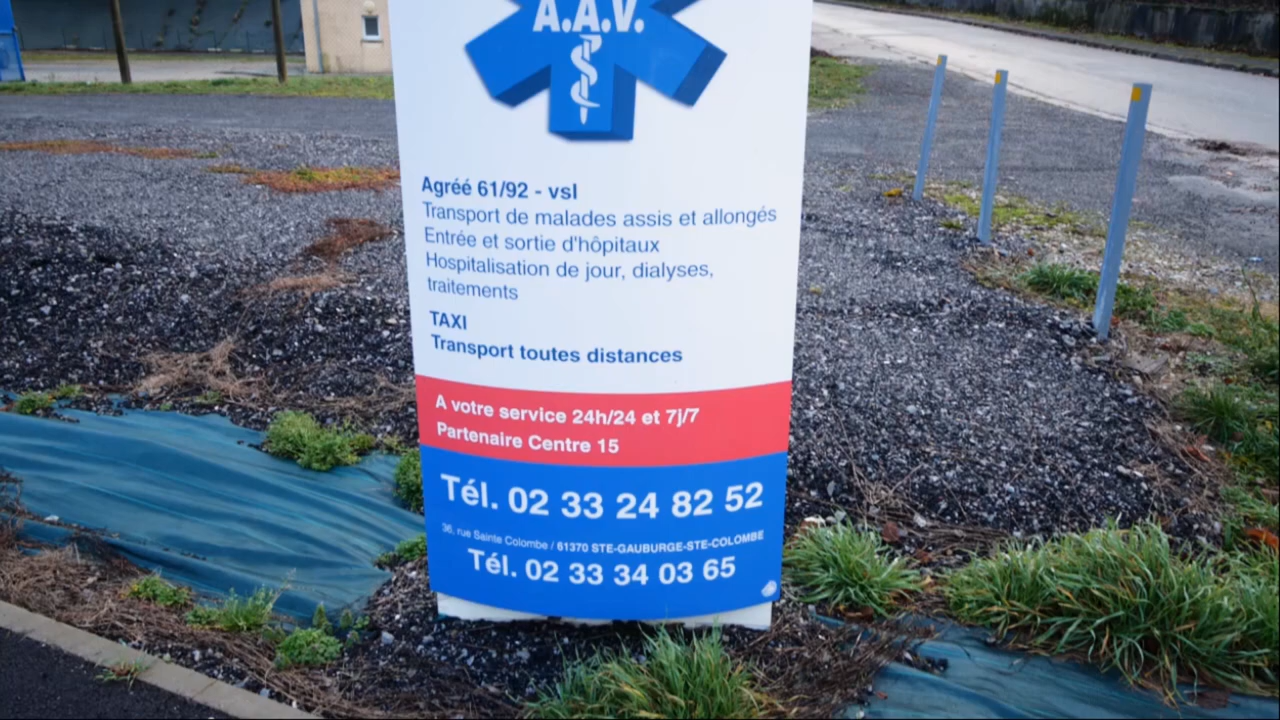 A.A.V.
Agréé 61/92 - vsl
Transport de malades assis et allongés
Entrée et sortie d'hôpitaux
Hospitalisation de jour, dialyses,
traitements
TAXI
Transport toutes distances
A votre service 24h/24 et 7j/7
Partenaire Centre 15
Tél. 02 33 24 82 52
36, rue Sainte Colombe / 61370 STE-GAUBURGE-STE-COLOMBE
Tél. 02 33 34 03 65